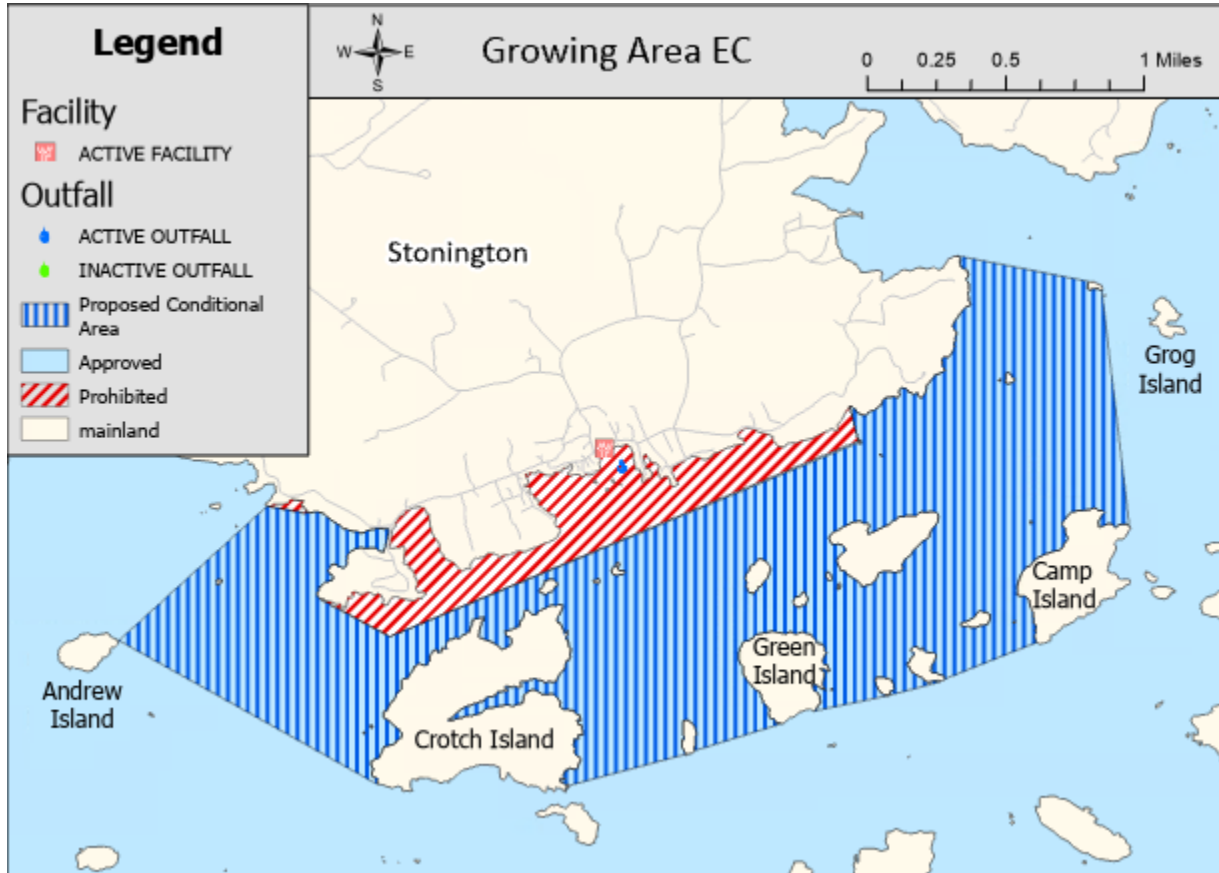 Legend
Facility
ACTIVE FACILITY
Outfall
ACTIVE OUTFALL
INACTIVE OUTFALL
Proposed Conditional
Area
Approved
Prohibited
mainland
N
W E
S
Growing Area EC
0 0.25 0.5 1 Miles
Stonington
Grog
Island
Camp
Island
Green
Island
Andrew
Island
Crotch Island